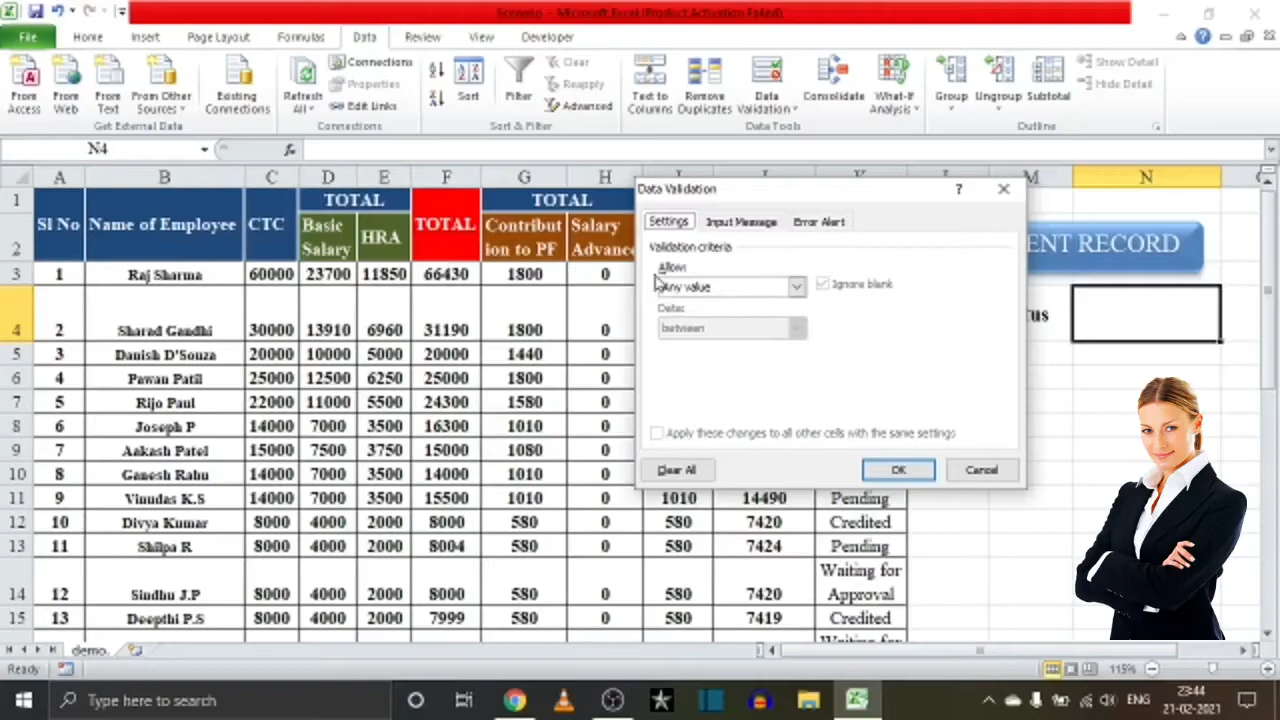 Scenario - Microsoft Excel (Product Activation Failed)
File Home Insert Page Layout Formulas Data Review View Developer
From Access
From Web
From Text
From Other Sources
Existing Connections
Get External Data
Refresh All
Connections
Properties
Edit Links
Connections
Sort
Filter
Clear
Reapply
Advanced
Sort & Filter
Text to Columns
Remove Duplicates
Data Validation
Consolidate
What-If Analysis
Data Tools
Group
Ungroup
Subtotal
Show Detail
Hide Detail
Outline
N4 fx
A B C D E F G H M N
1 TOTAL TOTAL
2 Sl No Name of Employee CTC Basic Salary HRA TOTAL Contribution to PF Salary Advance
ENT RECORD
3 1 Raj Sharma 60000 23700 11850 66430 1800 0
4 2 Sharad Gandhi 30000 13910 6960 31190 1800 0
tus
5 3 Danish D'Souza 20000 10000 5000 20000 1440 0
6 4 Pawan Patil 25000 12500 6250 25000 1800 0
7 5 Rijo Paul 22000 11000 5500 24300 1580 0
8 6 Joseph P 14000 7000 3500 16300 1010 0
9 7 Aakash Patel 15000 7500 3750 15000 1080 0
10 8 Ganesh Rahu 14000 7000 3500 14000 1010 0
11 9 Vinudas K.S 14000 7000 3500 15500 1010 0 1010 14490 Pending
12 10 Divya Kumar 8000 4000 2000 8000 580 0 580 7420 Credited
13 11 Shilpa R 8000 4000 2000 8004 580 0 580 7424 Pending
14 12 Sindhu J.P 8000 4000 2000 8000 580 0 580 7420 Waiting for Approval
15 13 Deepthi P.S 8000 4000 2000 7999 580 0 580 7419 Credited
Waiting for
Data Validation ?
Settings Input Message Error Alert
Validation criteria
Allow:
Any value Ignore blank
Data:
between
Apply these changes to all other cells with the same settings
Clear All OK Cancel
demo
Ready 115%
Type here to search
ENG
23:44
21-02-2021